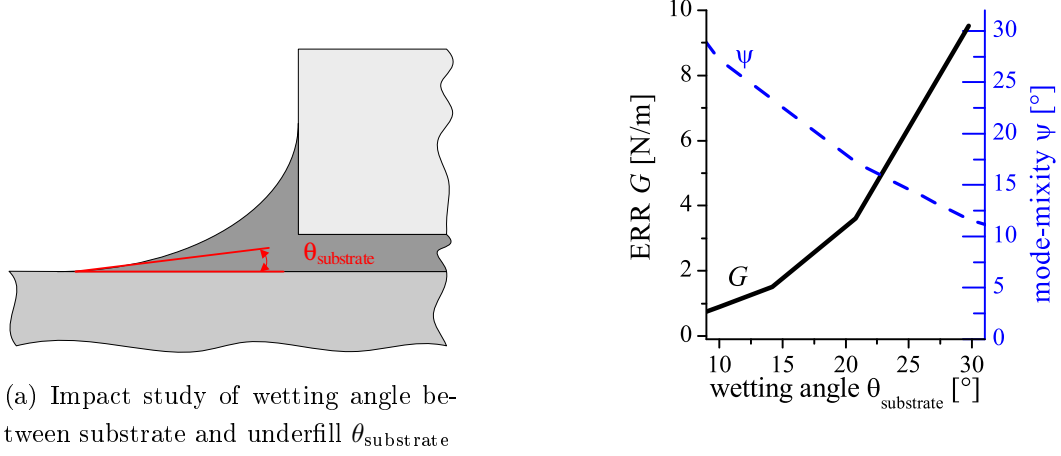 θsubstrate
(a) Impact study of wetting angle be-
tween substrate and underfill θsubstrate
10
8
6
4
2
0
ERR G [N/m]
ψ
G
30
25
20
15
10
5
0
mode-mixity ψ [°]
10 15 20 25 30
wetting angle θsubstrate [°]